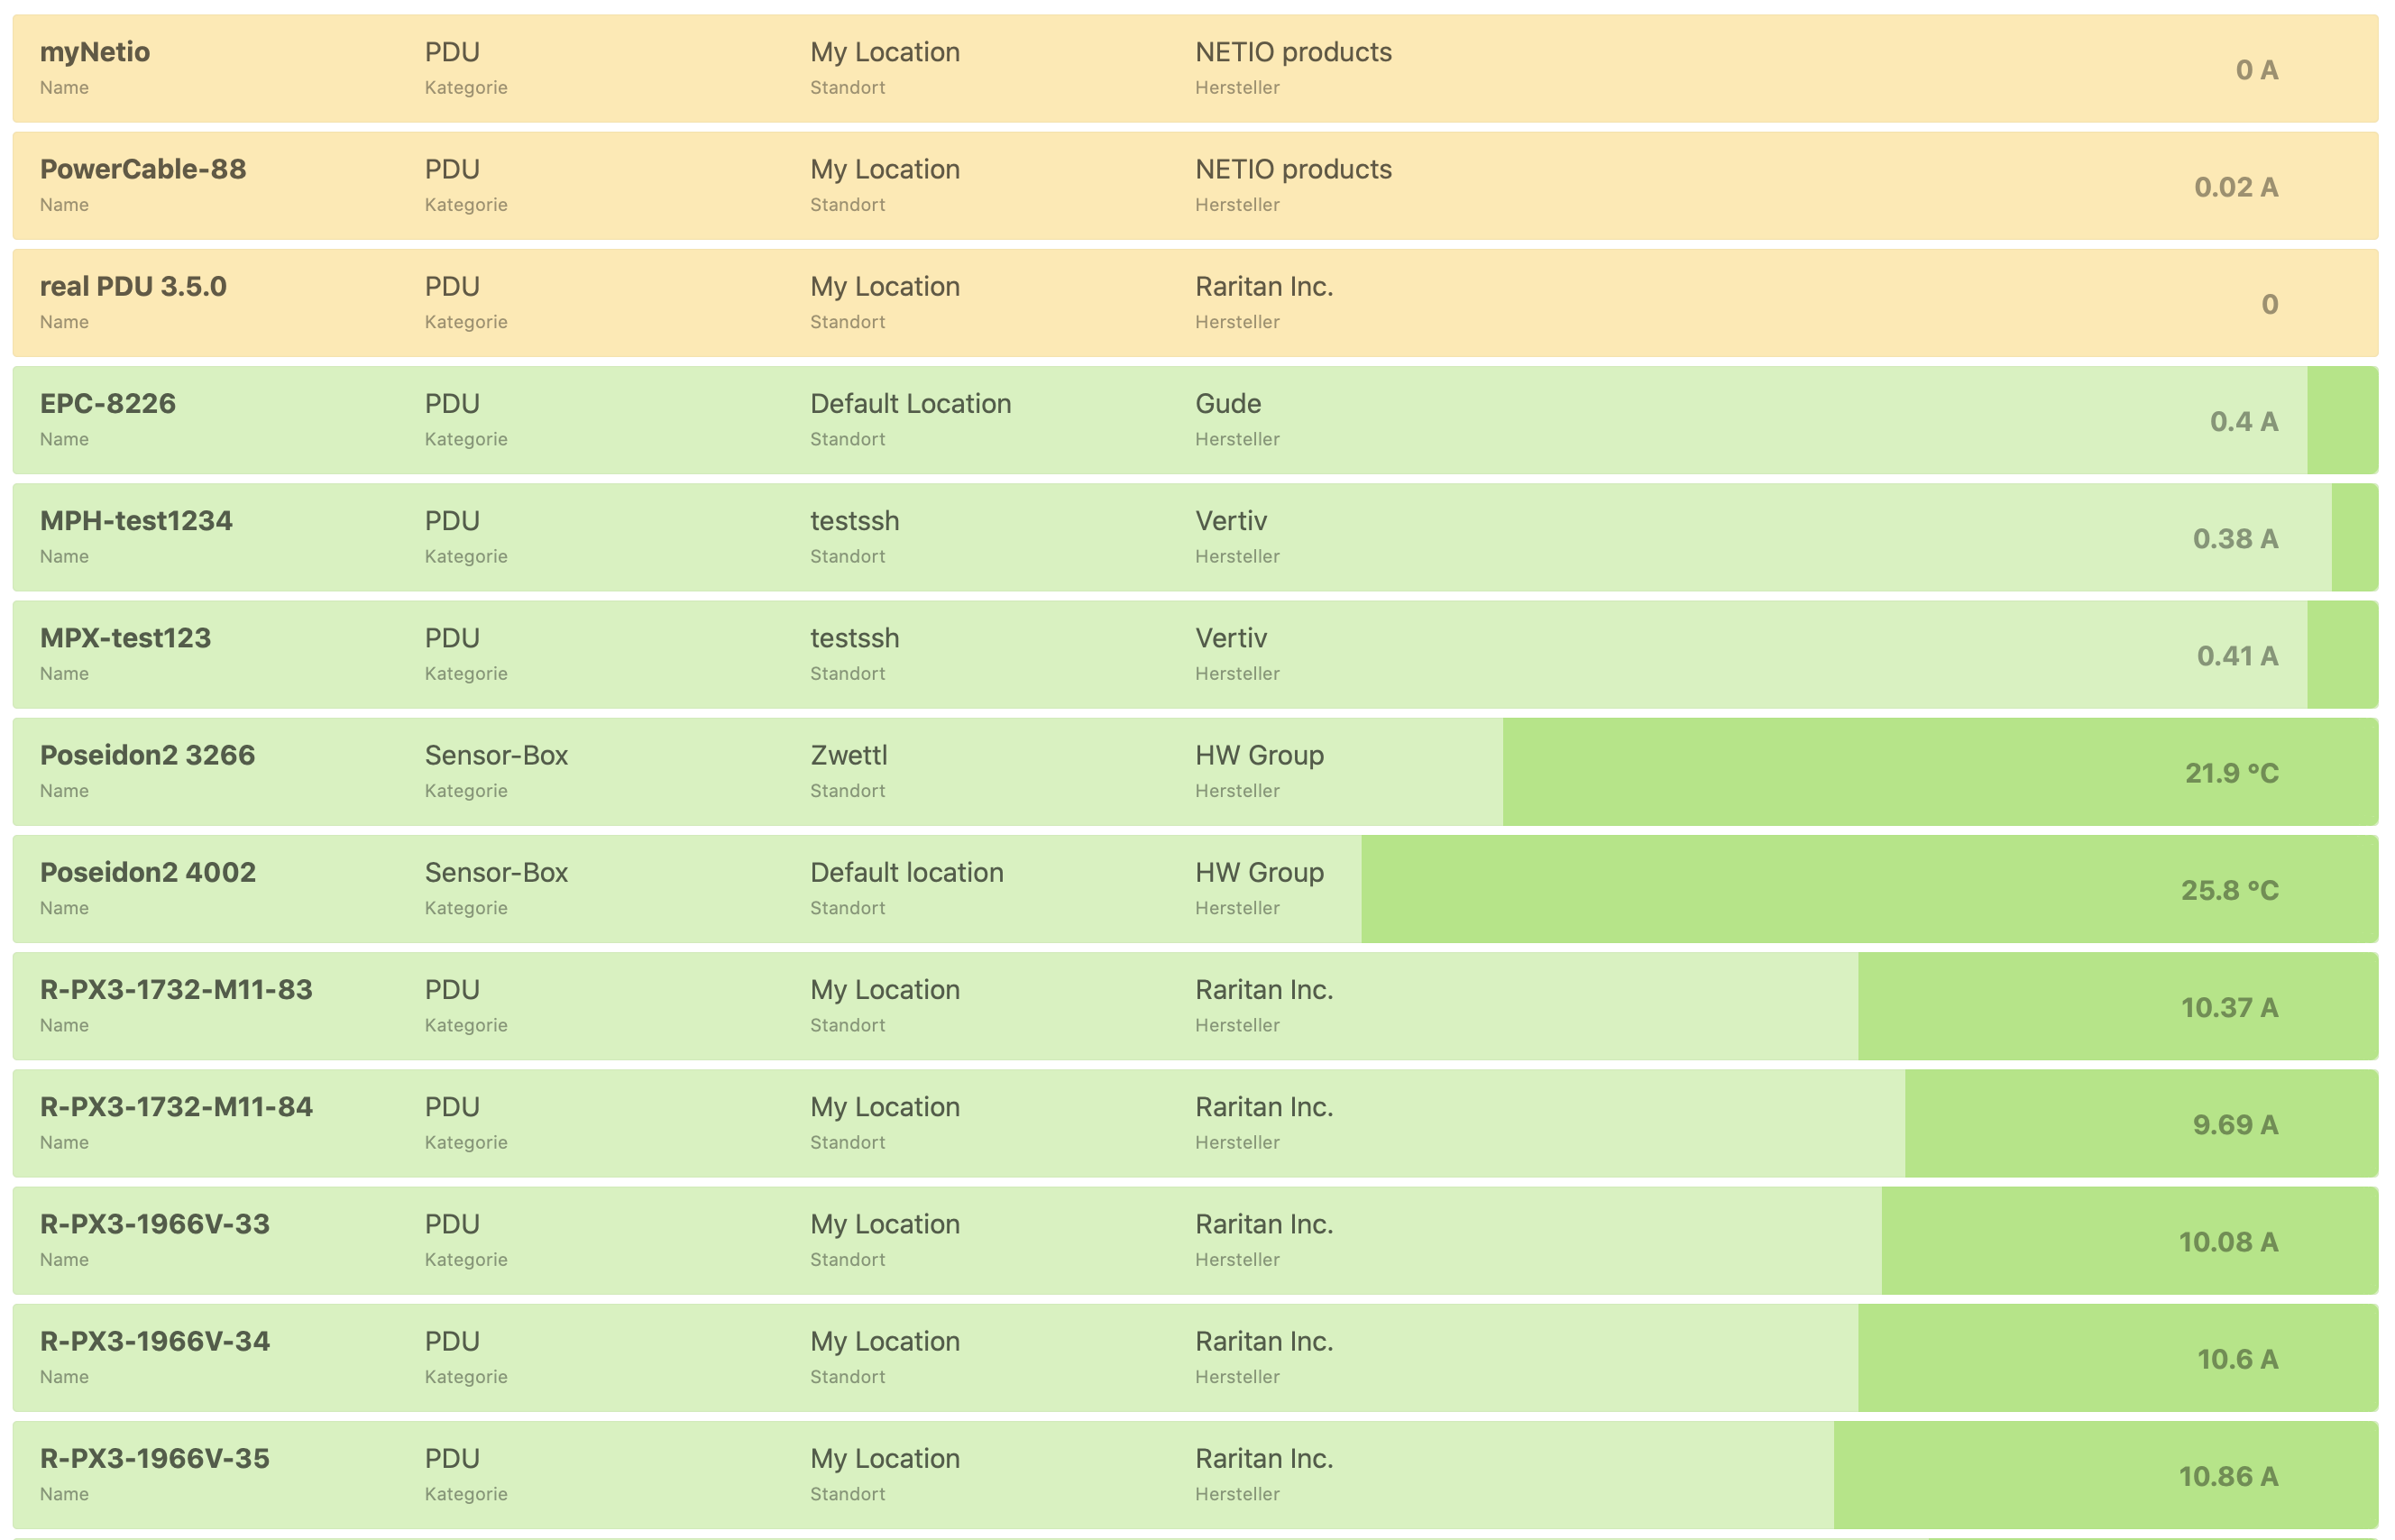 myNetio PDU My Location NETIO products 0 A
Name Kategorie Standort Hersteller
PowerCable-88 PDU My Location NETIO products 0.02 A
Name Kategorie Standort Hersteller
real PDU 3.5.0 PDU My Location Raritan Inc. 0
Name Kategorie Standort Hersteller
EPC-8226 PDU Default Location Gude 0.4 A
Name Kategorie Standort Hersteller
MPH-test1234 PDU testssh Vertiv 0.38 A
Name Kategorie Standort Hersteller
MPX-test123 PDU testssh Vertiv 0.41 A
Name Kategorie Standort Hersteller
Poseidon2 3266 Sensor-Box Zwettl HW Group 21.9 °C
Name Kategorie Standort Hersteller
Poseidon2 4002 Sensor-Box Default location HW Group 25.8 °C
Name Kategorie Standort Hersteller
R-PX3-1732-M11-83 PDU My Location Raritan Inc. 10.37 A
Name Kategorie Standort Hersteller
R-PX3-1732-M11-84 PDU My Location Raritan Inc. 9.69 A
Name Kategorie Standort Hersteller
R-PX3-1966V-33 PDU My Location Raritan Inc. 10.08 A
Name Kategorie Standort Hersteller
R-PX3-1966V-34 PDU My Location Raritan Inc. 10.6 A
Name Kategorie Standort Hersteller
R-PX3-1966V-35 PDU My Location Raritan Inc. 10.86 A
Name Kategorie Standort Hersteller